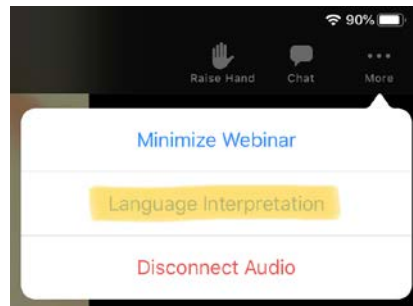 90%
Raise Hand Chat More
Minimize Webinar
Language Interpretation
Disconnect Audio